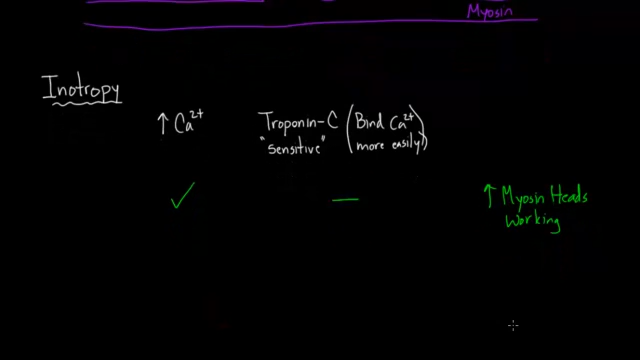 Myosin
Inotropy
↑ Ca²⁺
Troponin-C (Bind Ca²⁺
"Sensitive" more easily)
✓ — ↑ Myosin Heads
Working